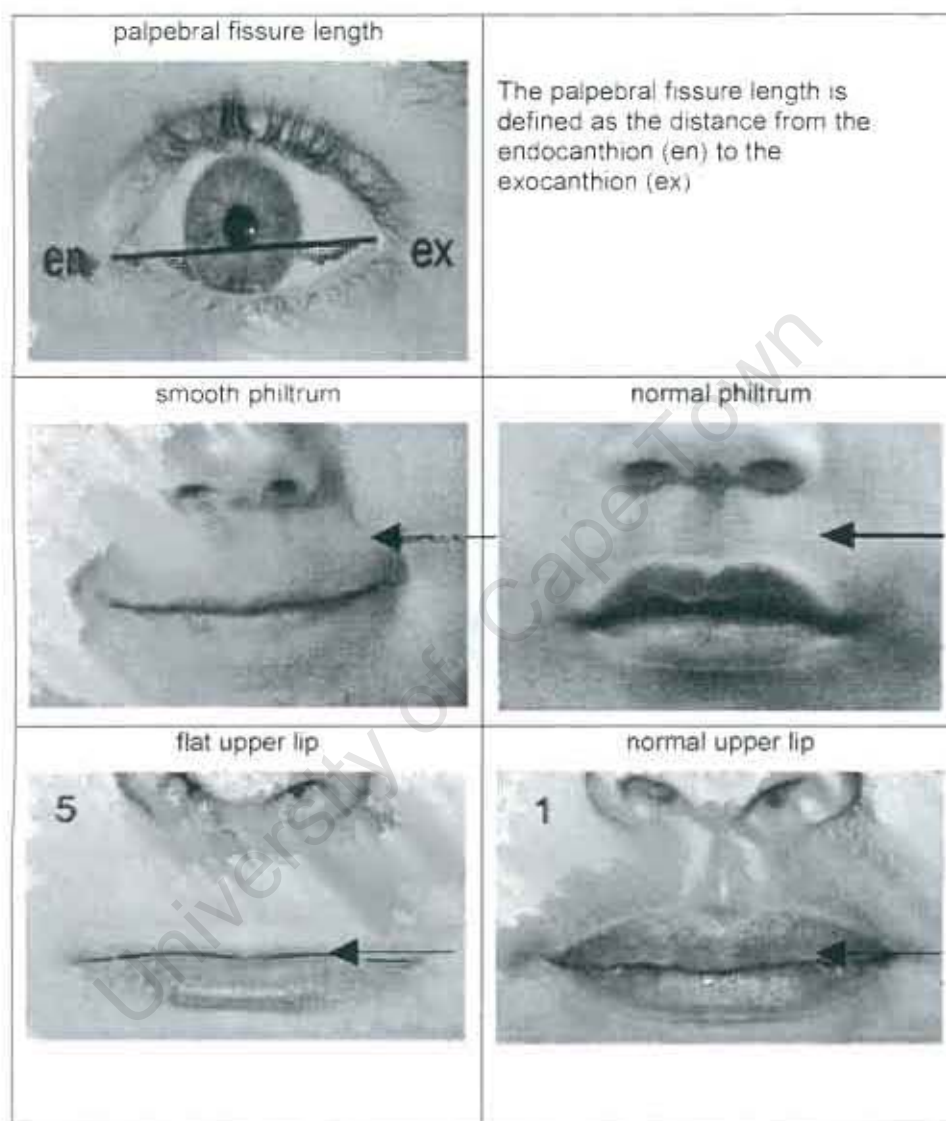 palpebral fissure length
The palpebral fissure length is
defined as the distance from the
endocanthion (en) to the
exocanthion (ex)
en
ex
smooth philtrum
normal philtrum
flat upper lip
normal upper lip
5
1
University of Cape Town